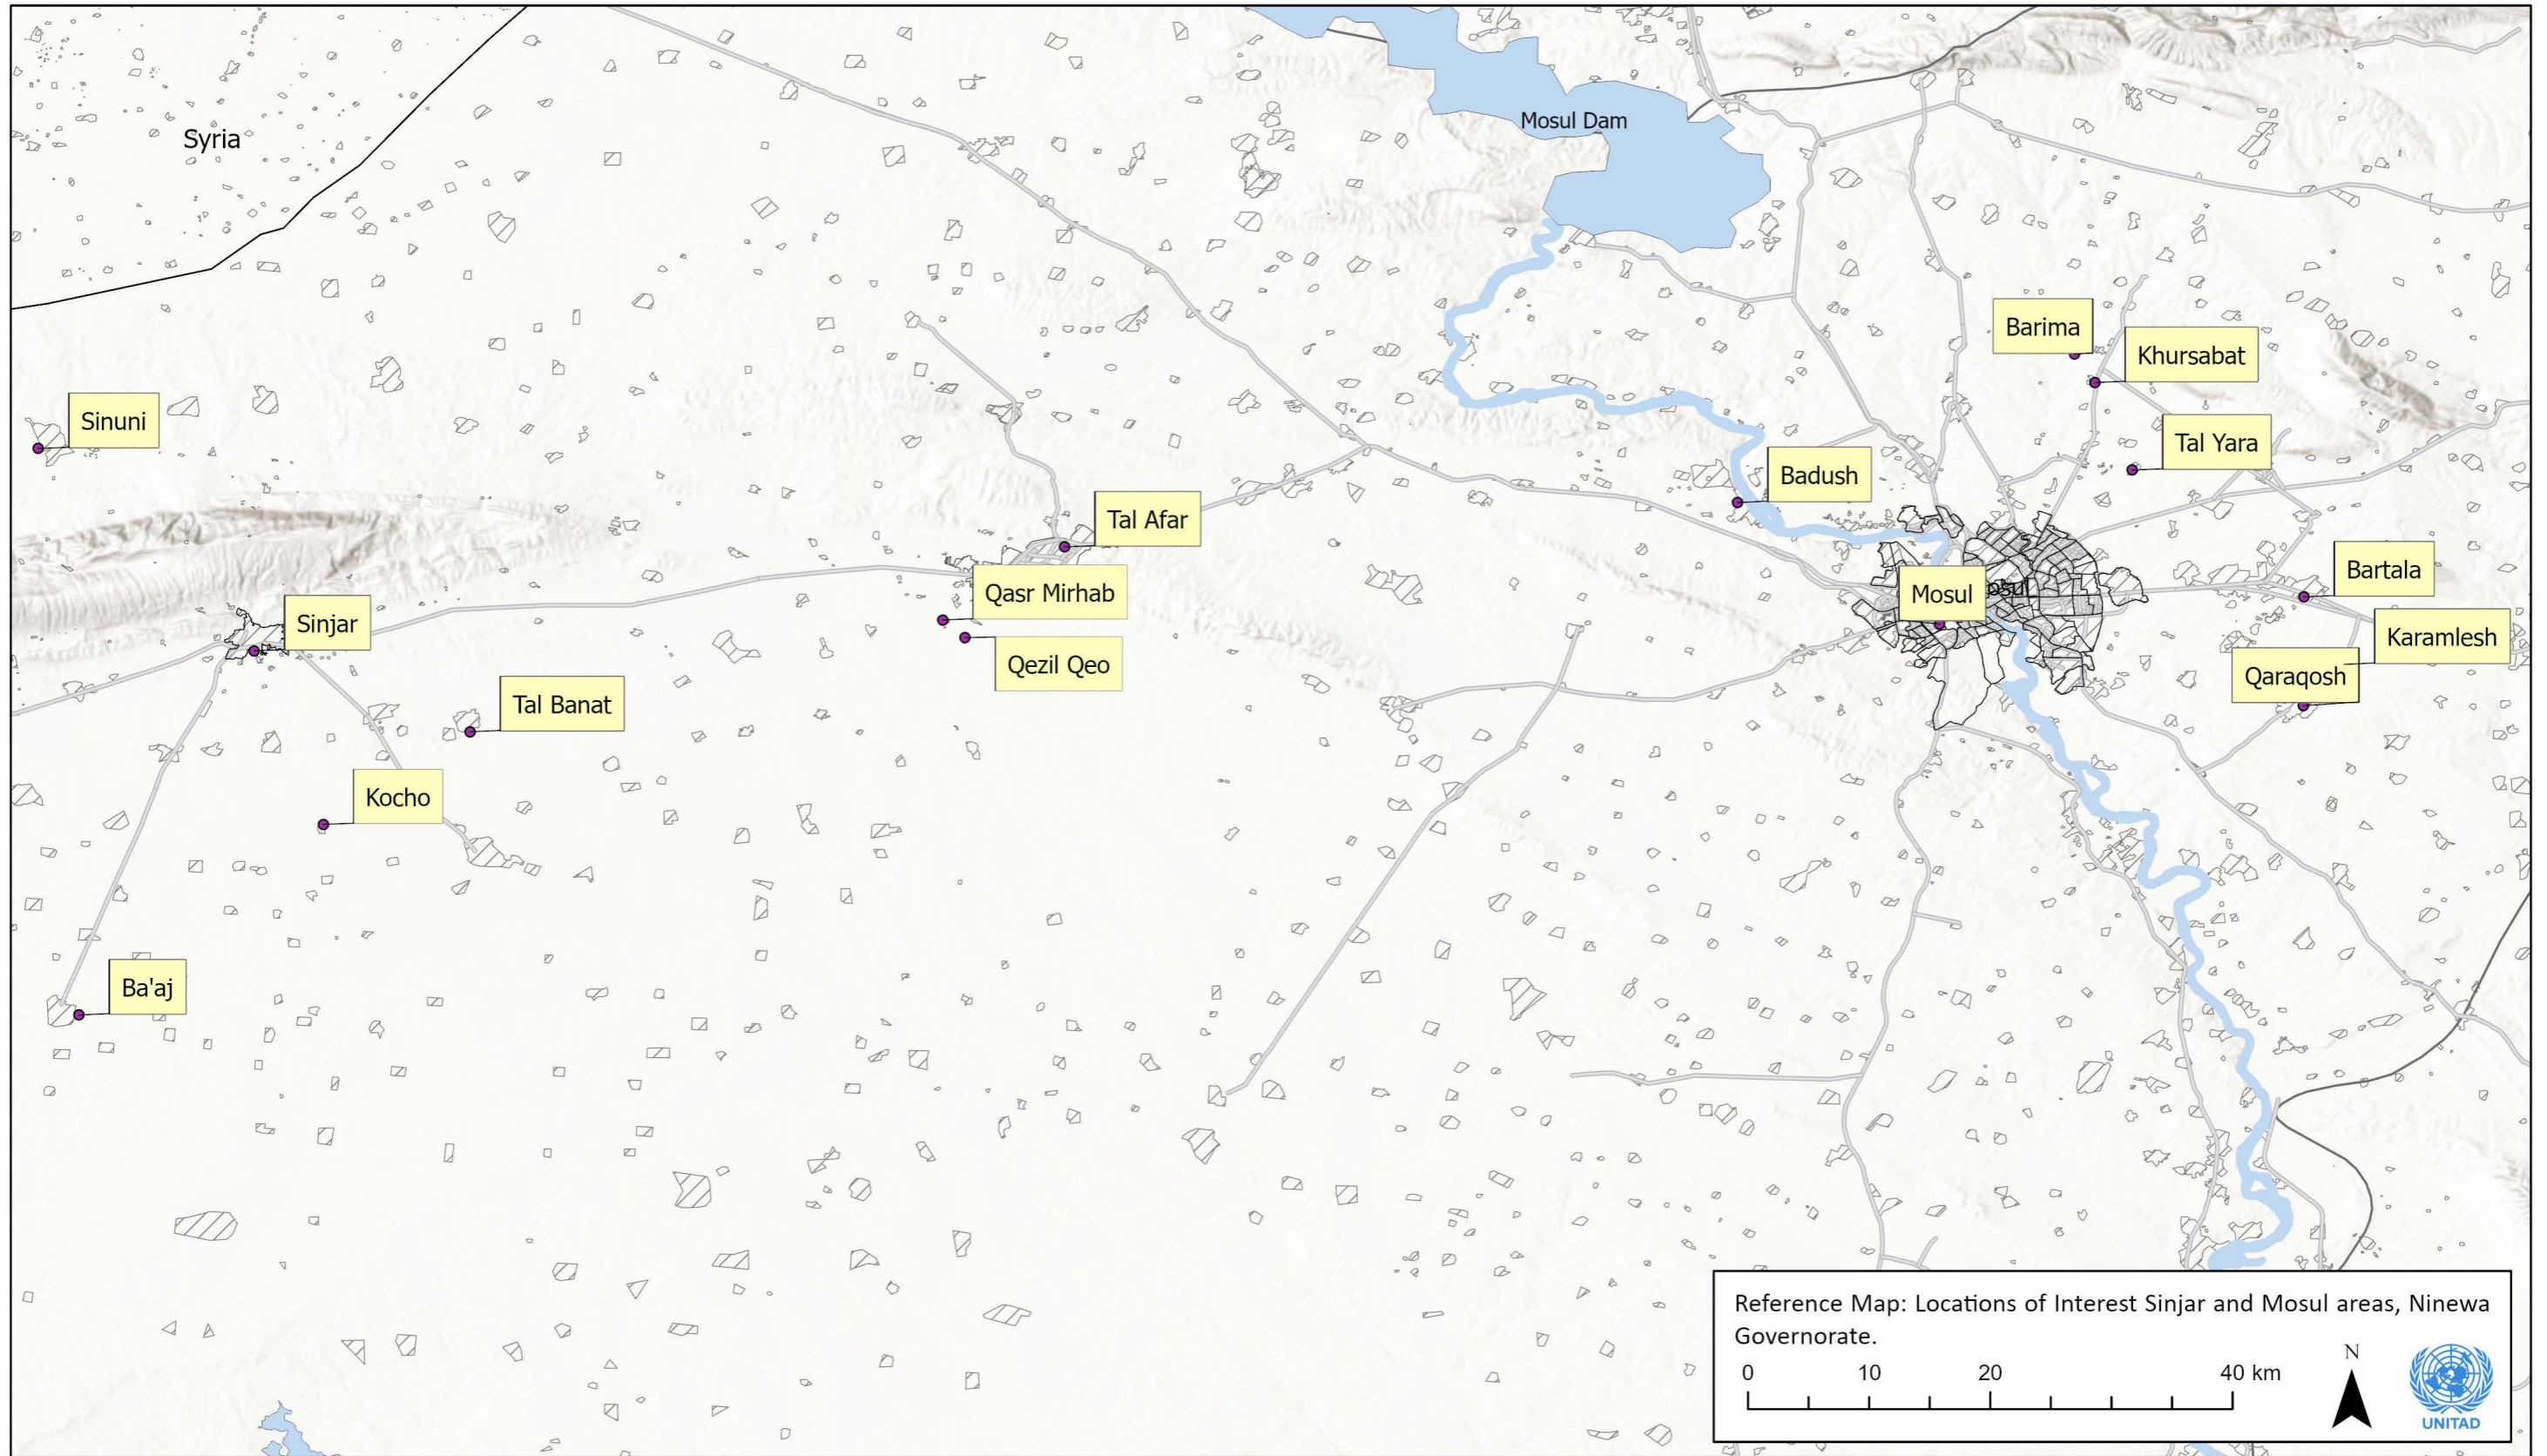 Syria
Mosul Dam
Barima
Khursabat
Sinuni
Tal Yara
Badush
Tal Afar
Bartala
Qasr Mirhab
Mosul
Sinjar
Karamlesh
Qezil Qeo
Qaraqosh
Tal Banat
Kocho
Ba'aj
Reference Map: Locations of Interest Sinjar and Mosul areas, Ninewa
Governorate.
0 10 20 40 km
N
UNITAD